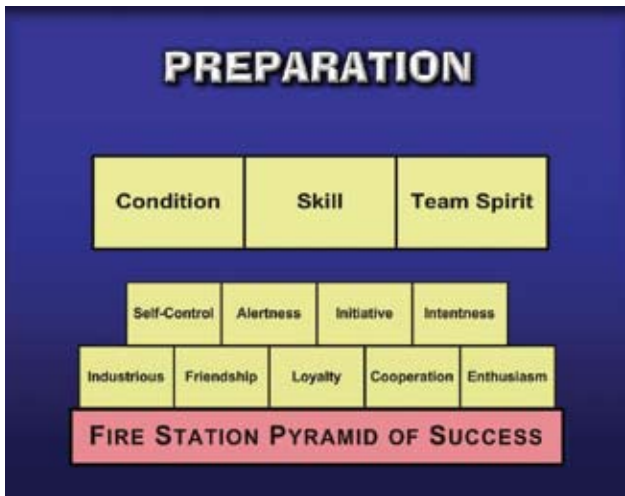 PREPARATION
Condition Skill Team Spirit
Self-Control Alertness Initiative Intentness
Industrious Friendship Loyalty Cooperation Enthusiasm
FIRE STATION PYRAMID OF SUCCESS